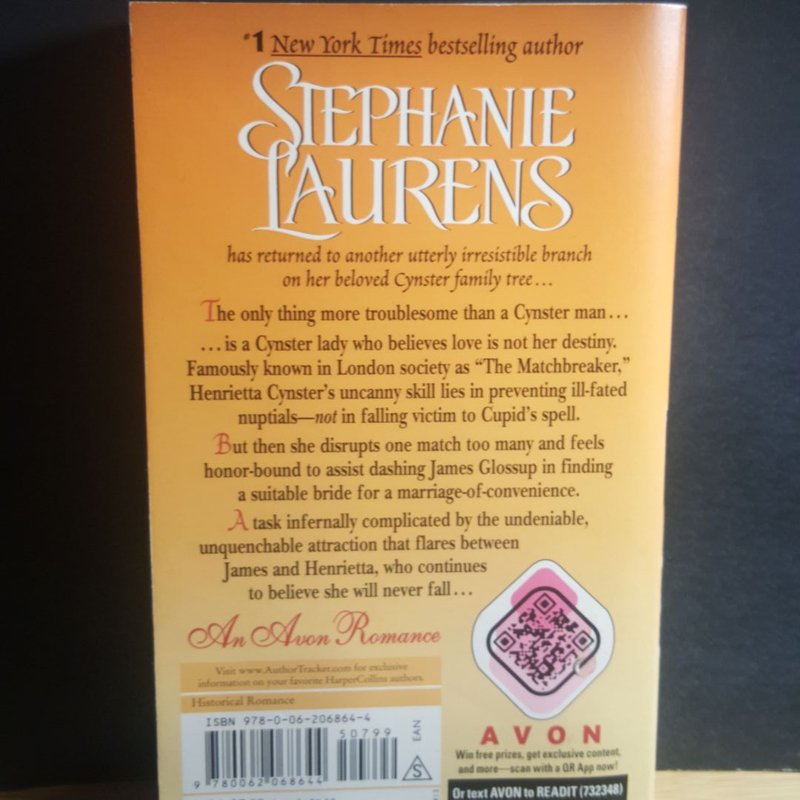 #1 New York Times bestselling author
STEPHANIE
LAURENS
has returned to another utterly irresistible branch
on her beloved Cynster family tree...
The only thing more troublesome than a Cynster man...
...is a Cynster lady who believes love is not her destiny.
Famously known in London society as "The Matchbreaker,"
Henrietta Cynster's uncanny skill lies in preventing ill-fated
nuptials—not in falling victim to Cupid's spell.
But then she disrupts one match too many and feels
honor-bound to assist dashing James Glossup in finding
a suitable bride for a marriage-of-convenience.
A task infernally complicated by the undeniable,
unquenchable attraction that flares between
James and Henrietta, who continues
to believe she will never fall...
An Avon Romance
Visit www.AuthorTracker.com for exclusive
information on your favorite HarperCollins authors.
Historical Romance
ISBN 978-0-06-206864-4
50799
EAN
9 780062 068644
S
AVON
Win free prizes, get exclusive content,
and more—scan with a QR App now!
Or text AVON to READIT (732348)